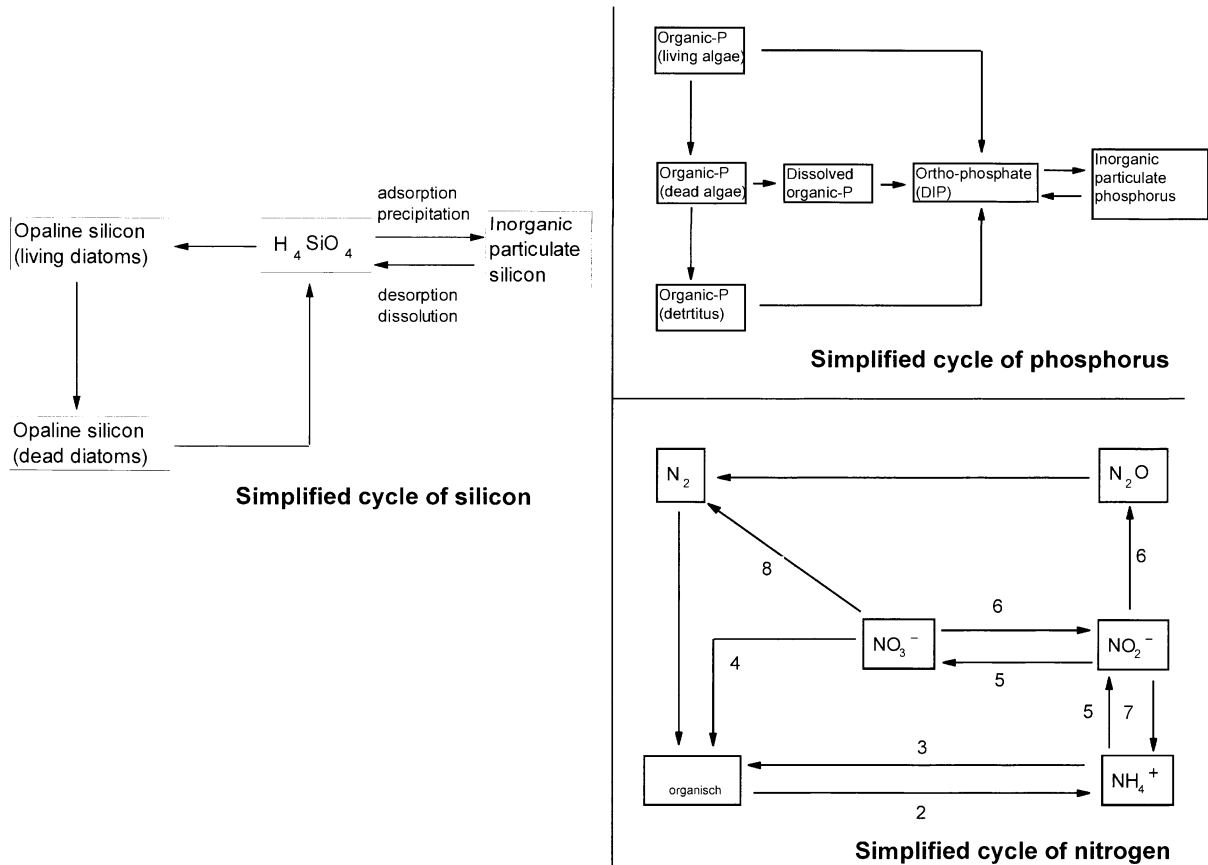 adsorption
precipitation
Opaline silicon
(living diatoms)
H4SiO4
Inorganic
particulate
silicon
desorption
dissolution
Opaline silicon
(dead diatoms)
Simplified cycle of silicon
Organic-P
(living algae)
Organic-P
(dead algae)
Dissolved
organic-P
Ortho-phosphate
(DIP)
Inorganic
particulate
phosphorus
Organic-P
(detrtitus)
Simplified cycle of phosphorus
N2
N2O
8
6
6
NO3−
NO2−
4
5
5
7
3
organisch
NH4+
2
Simplified cycle of nitrogen